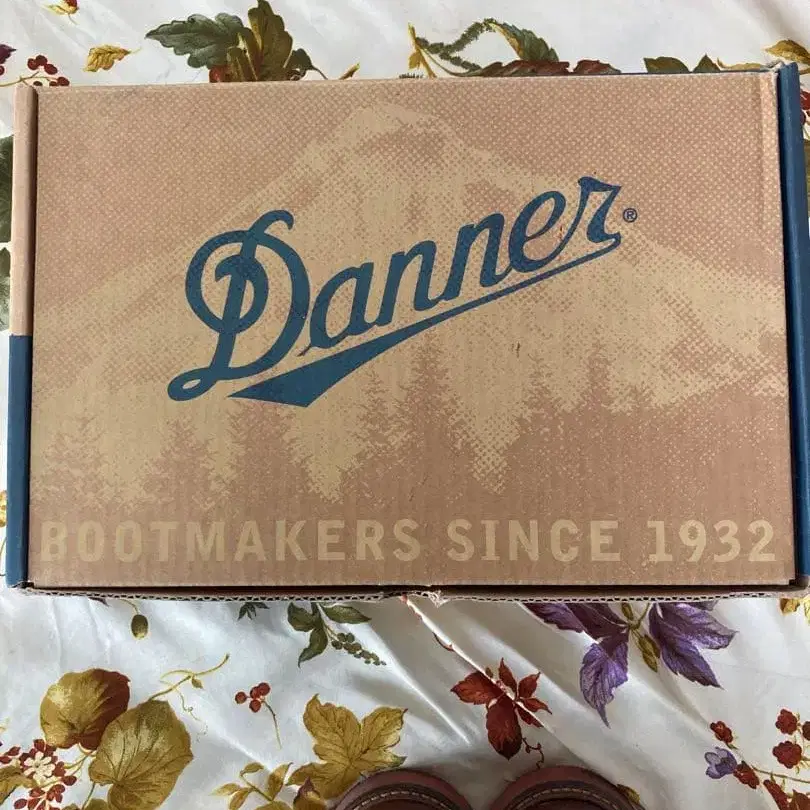 Danner®
BOOTMAKERS SINCE 1932